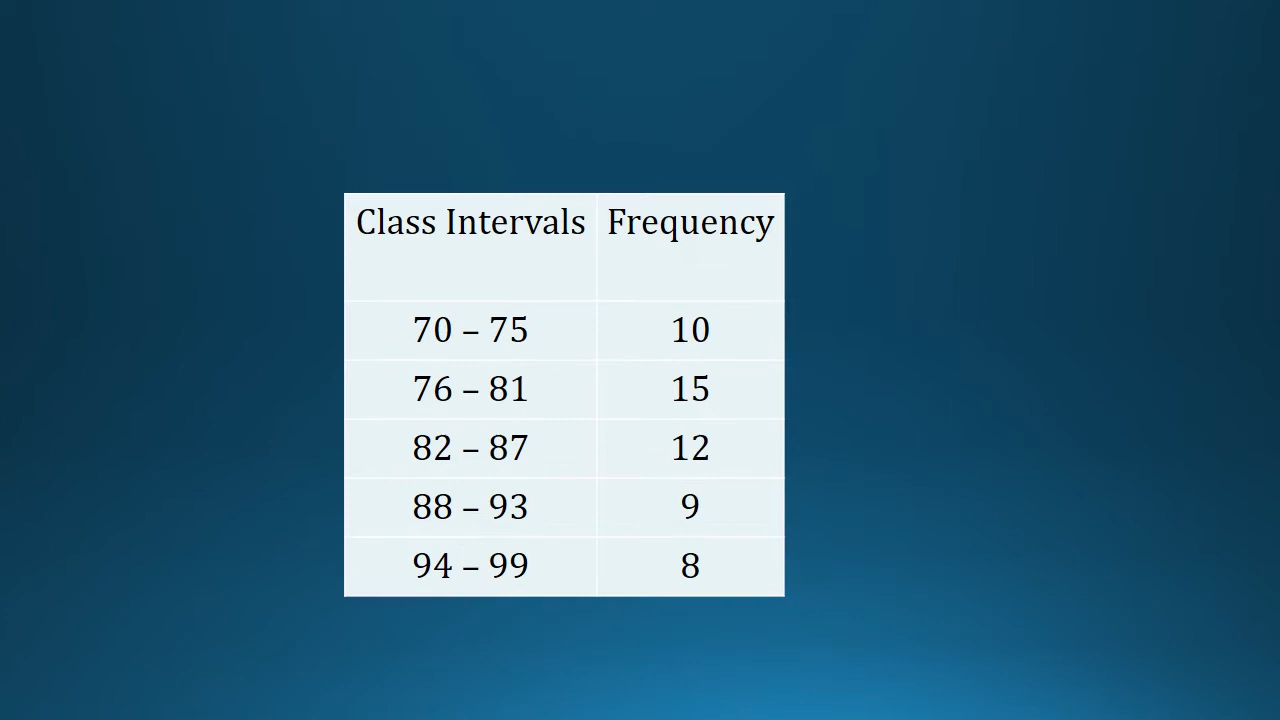 Class Intervals Frequency
70 – 75 10
76 – 81 15
82 – 87 12
88 – 93 9
94 – 99 8